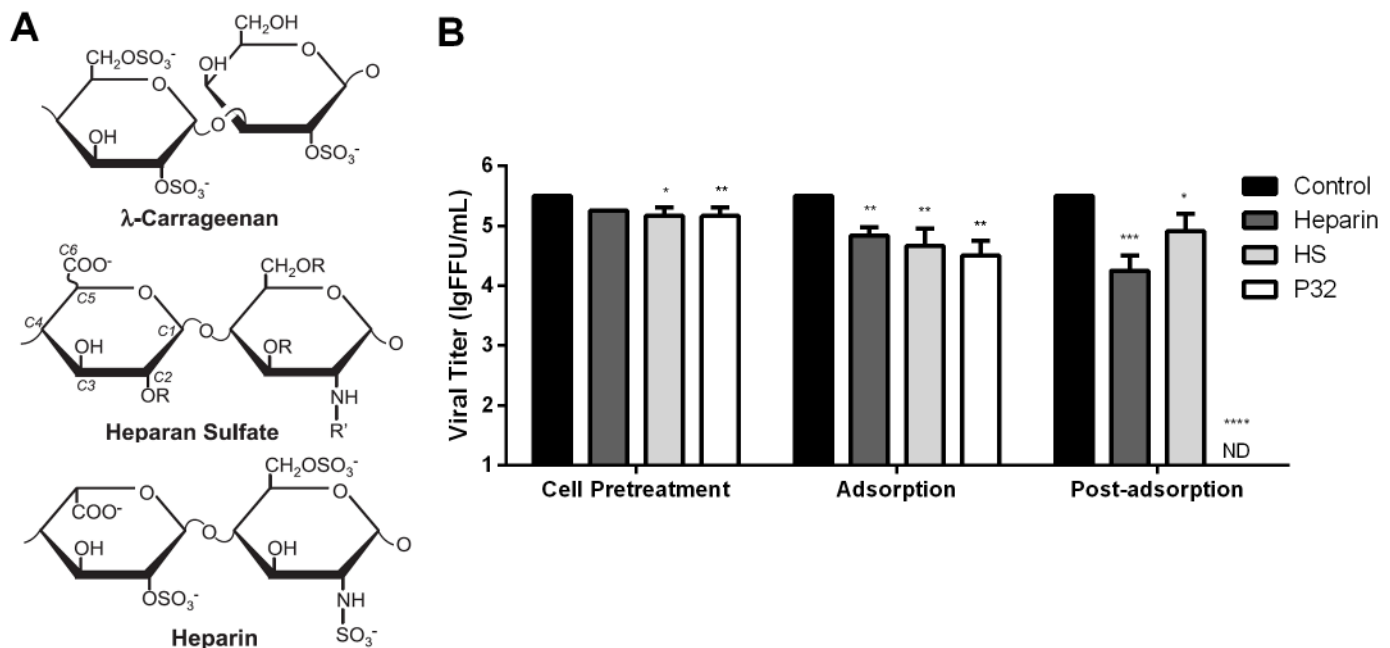 A
CH₂OH
CH₂OSO₃⁻
O
OH
O
O
O
OH
OSO₃⁻
OSO₃⁻
λ-Carrageenan
C6
COO⁻
CH₂OR
C5
O
O
C4
C1
O
O
OH
OR
C3
C2
OR
NH
R'
Heparan Sulfate
CH₂OSO₃⁻
O
O
COO⁻
O
O
OH
OH
OSO₃⁻
NH
SO₃⁻
Heparin
B
Viral Titer (lgFFU/mL)
6
5
4
3
2
1
* **
** ** **
*** * ****
ND
Cell Pretreatment Adsorption Post-adsorption
Control
Heparin
HS
P32